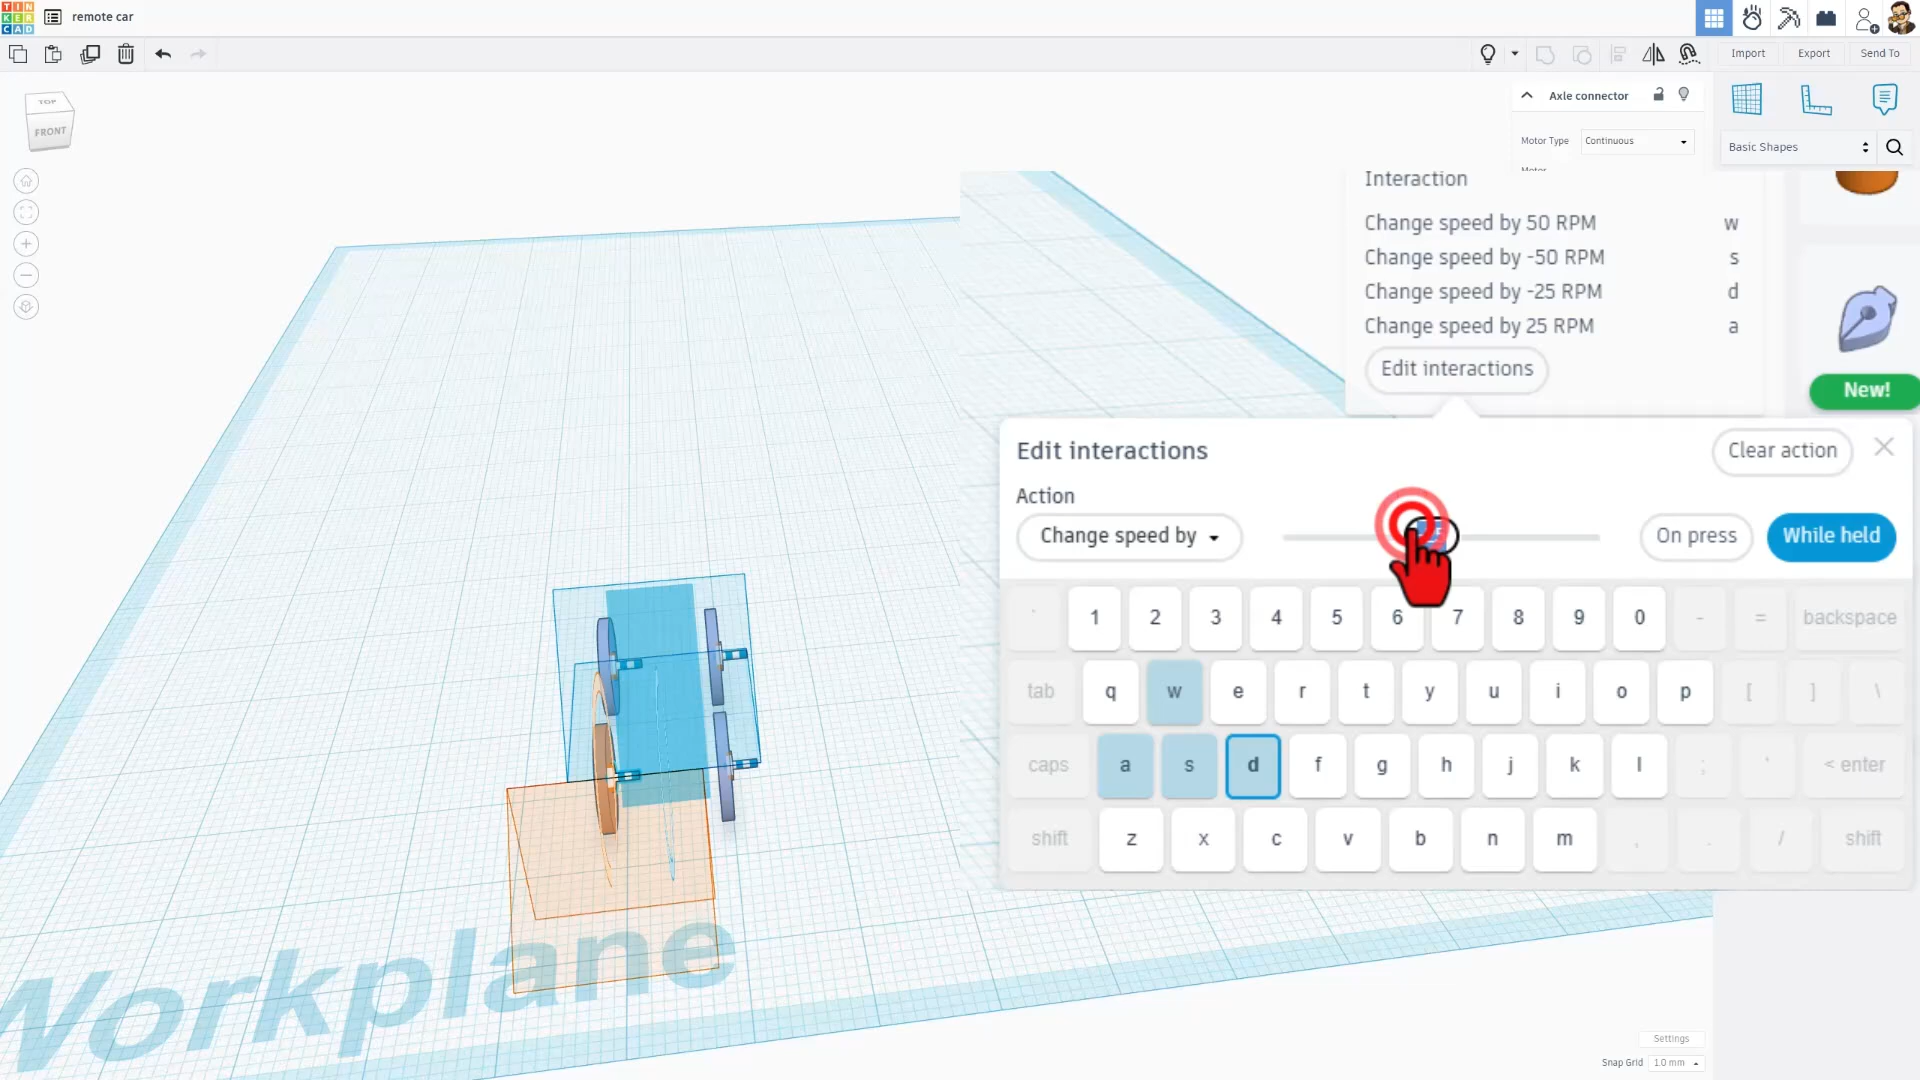 TIN
KER
CAD
remote car
Import
Export
Send To
TOP
FRONT
Axle connector
Motor Type
Continuous
Basic Shapes
Interaction
Change speed by 50 RPM w
Change speed by -50 RPM s
Change speed by -25 RPM d
Change speed by 25 RPM a
Edit interactions
New!
Edit interactions
Clear action
Action
Change speed by
On press
While held
` 1 2 3 4 5 6 7 8 9 0 - = backspace
tab q w e r t y u i o p [ ] \
caps a s d f g h j k l ; ' < enter
shift z x c v b n m , . / shift
Workplane
Settings
Snap Grid 1.0 mm